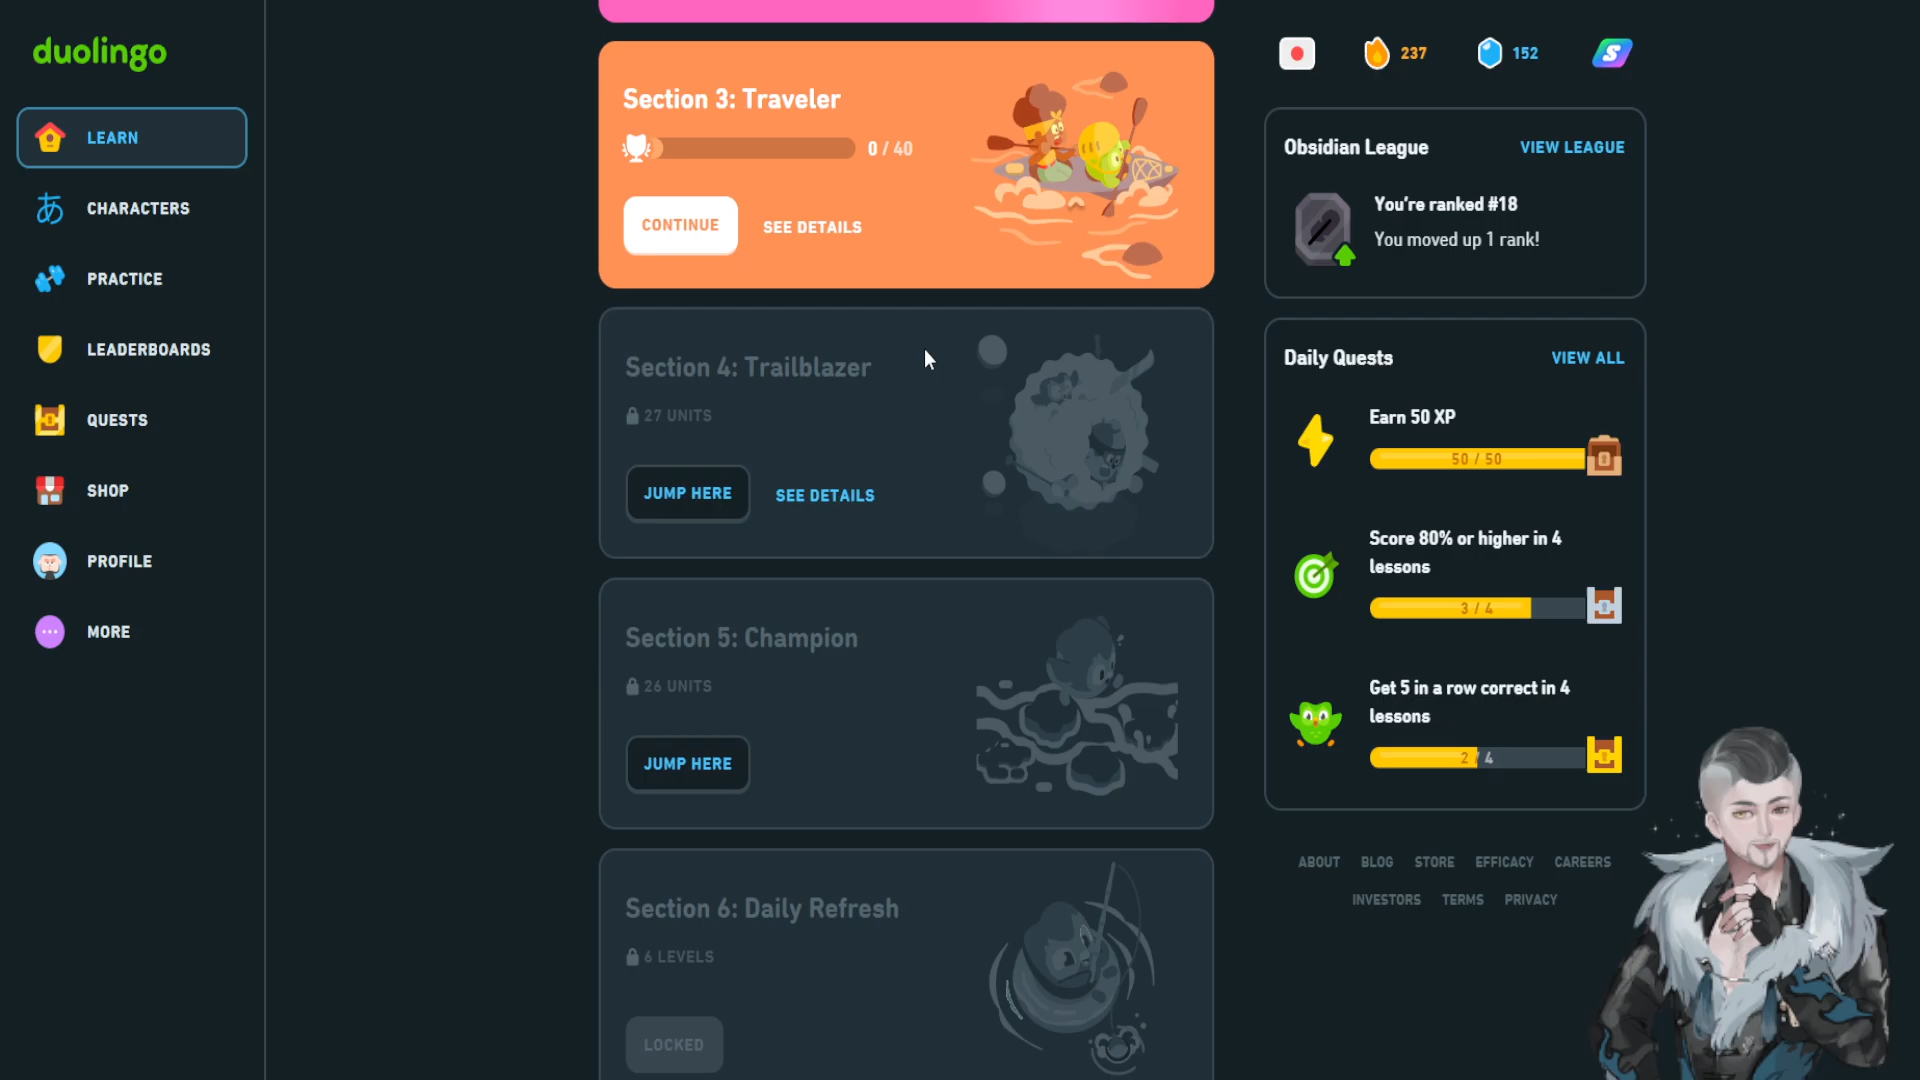 duolingo
LEARN
あ
CHARACTERS
PRACTICE
LEADERBOARDS
QUESTS
SHOP
PROFILE
MORE
Section 3: Traveler
0 / 40
CONTINUE
SEE DETAILS
Section 4: Trailblazer
27 UNITS
JUMP HERE
SEE DETAILS
Section 5: Champion
26 UNITS
JUMP HERE
Section 6: Daily Refresh
6 LEVELS
LOCKED
237
152
S
Obsidian League
VIEW LEAGUE
You're ranked #18
You moved up 1 rank!
Daily Quests
VIEW ALL
Earn 50 XP
50 / 50
Score 80% or higher in 4
lessons
3 / 4
Get 5 in a row correct in 4
lessons
2 / 4
ABOUT BLOG STORE EFFICACY CAREERS
INVESTORS TERMS PRIVACY